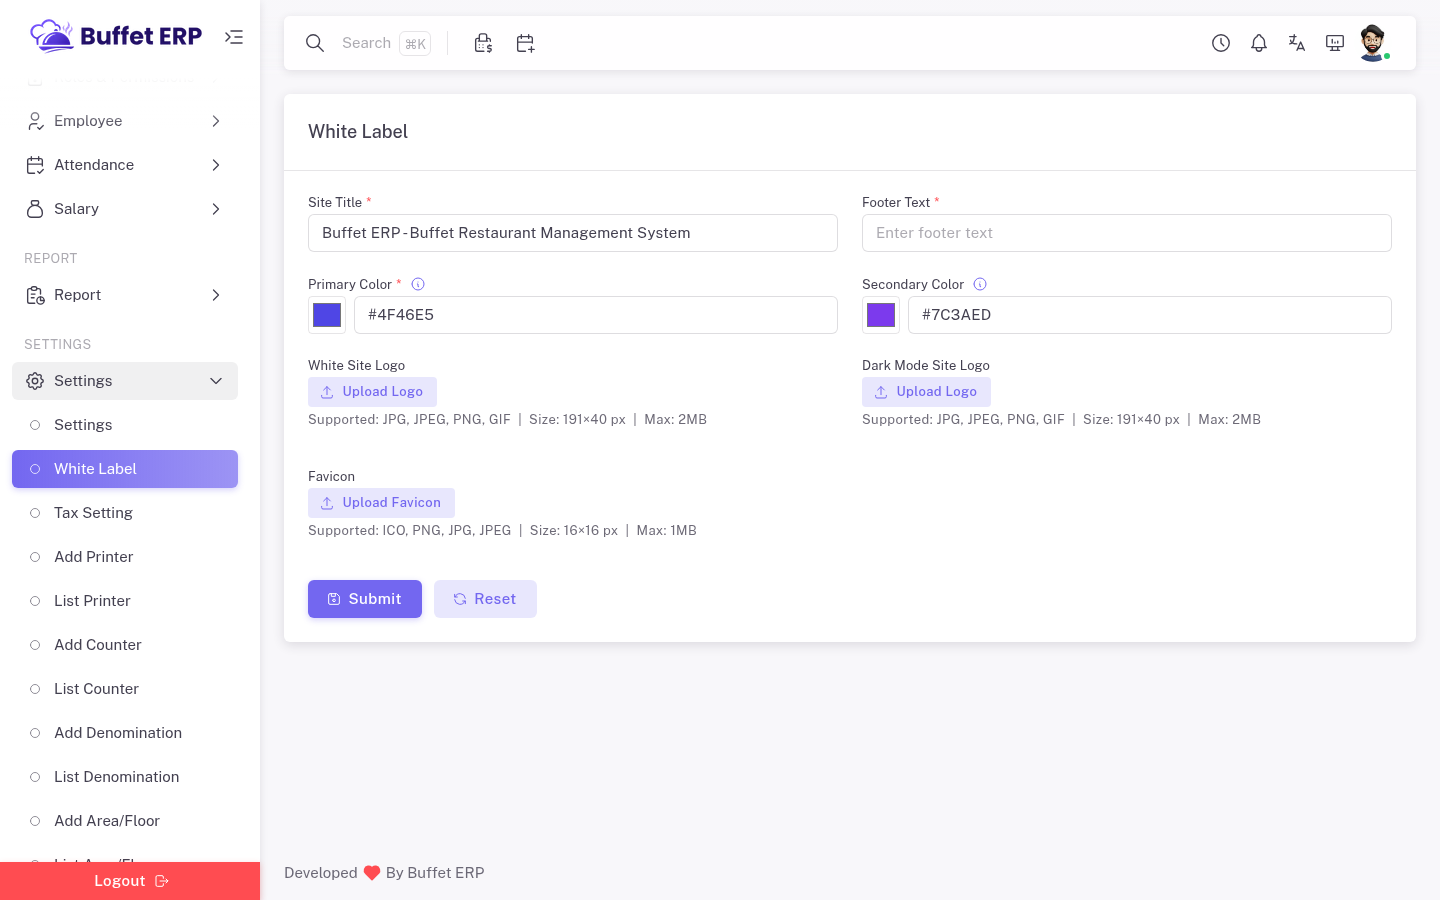 Buffet ERP
Search ⌘K
Employee
Attendance
Salary
REPORT
Report
SETTINGS
Settings
Settings
White Label
Tax Setting
Add Printer
List Printer
Add Counter
List Counter
Add Denomination
List Denomination
Add Area/Floor
Logout
White Label
Site Title *
Buffet ERP - Buffet Restaurant Management System
Footer Text *
Enter footer text
Primary Color *
#4F46E5
Secondary Color
#7C3AED
White Site Logo
Upload Logo
Supported: JPG, JPEG, PNG, GIF | Size: 191×40 px | Max: 2MB
Dark Mode Site Logo
Upload Logo
Supported: JPG, JPEG, PNG, GIF | Size: 191×40 px | Max: 2MB
Favicon
Upload Favicon
Supported: ICO, PNG, JPG, JPEG | Size: 16×16 px | Max: 1MB
Submit
Reset
Developed ❤ By Buffet ERP